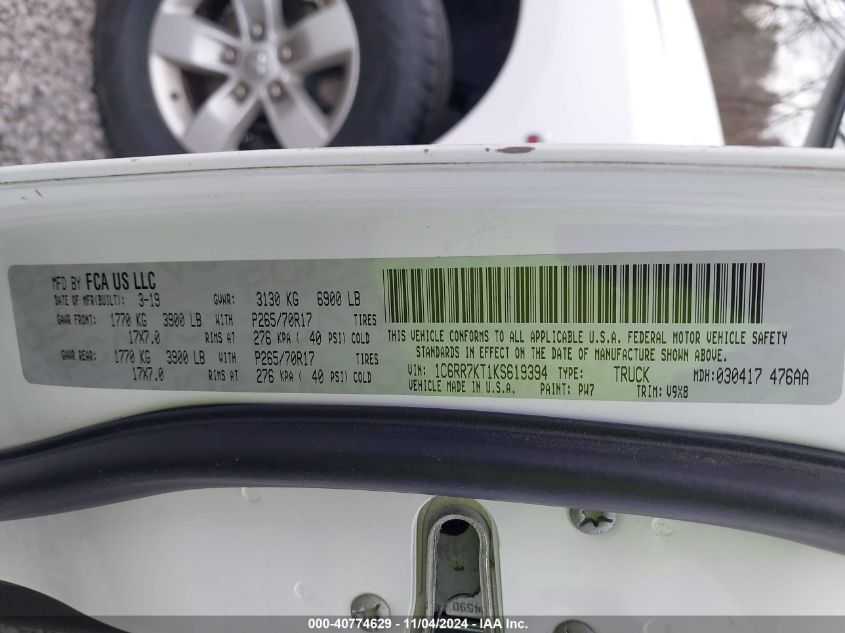 MFD BY FCA US LLC
DATE OF MFR(BUILT): 3-19 GVWR: 3130 KG 6900 LB
GAWR FRONT: 1770 KG 3900 LB WITH P265/70R17 TIRES
17X7.0 RIMS AT 276 KPA ( 40 PSI) COLD
GAWR REAR: 1770 KG 3900 LB WITH P265/70R17 TIRES
17X7.0 RIMS AT 276 KPA ( 40 PSI) COLD
THIS VEHICLE CONFORMS TO ALL APPLICABLE U.S.A. FEDERAL MOTOR VEHICLE SAFETY
STANDARDS IN EFFECT ON THE DATE OF MANUFACTURE SHOWN ABOVE.
VIN: 1C6RR7KT1KS619394 TYPE: TRUCK MDH:030417 476AA
VEHICLE MADE IN U.S.A. PAINT: PW7 TRIM: V9X8
000-40774629 - 11/04/2024 - IAA Inc.